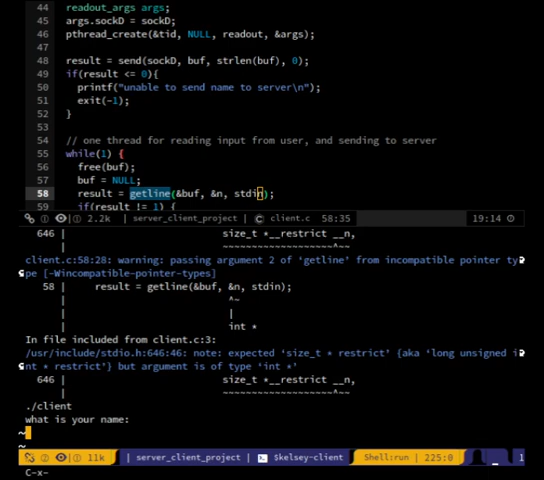 44 readout_args args;
45 args.sockD = sockD;
46 pthread_create(&tid, NULL, readout, &args);
47
48 result = send(sockD, buf, strlen(buf), 0);
49 if(result <= 0){
50 printf("unable to send name to server\n");
51 exit(-1);
52 }
53
54 // one thread for reading input from user, and sending to server
55 while(1) {
56 free(buf);
57 buf = NULL;
58 result = getline(&buf, &n, stdin);
59 if(result != 1) {
2.2k | server_client_project | C client.c 58:35 19:14
646 | size_t *__restrict __n,
| ~~~~~~~~~~~~~~~~~~~^~~
client.c:58:28: warning: passing argument 2 of ‘getline’ from incompatible pointer ty
pe [-Wincompatible-pointer-types]
58 | result = getline(&buf, &n, stdin);
| ^~
| |
| int *
In file included from client.c:3:
/usr/include/stdio.h:646:46: note: expected ‘size_t * restrict’ {aka ‘long unsigned i
nt * restrict’} but argument is of type ‘int *’
646 | size_t *__restrict __n,
| ~~~~~~~~~~~~~~~~~~~^~~
./client
what is your name:
~
~
② 11k | server_client_project | $kelsey-client Shell:run | 225:0 1
C-x-